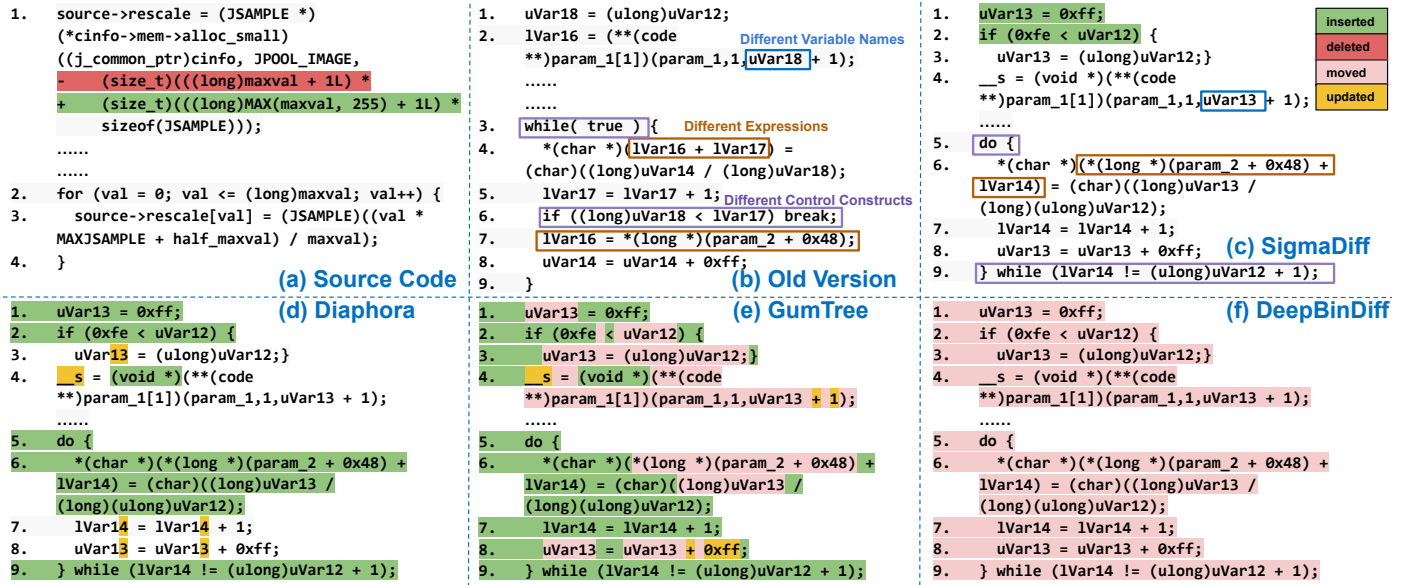 1. source->rescale = (JSAMPLE *)
(*cinfo->mem->alloc_small)
((j_common_ptr)cinfo, JPOOL_IMAGE,
- (size_t)(((long)maxval + 1L) *
+ (size_t)(((long)MAX(maxval, 255) + 1L) *
sizeof(JSAMPLE)));
......
......
2. for (val = 0; val <= (long)maxval; val++) {
3. source->rescale[val] = (JSAMPLE)((val *
MAXJSAMPLE + half_maxval) / maxval);
4. }
(a) Source Code
1. uVar18 = (ulong)uVar12;
2. lVar16 = (**(code
Different Variable Names
**)param_1[1])(param_1,1,uVar18 + 1);
......
......
3. while( true ) {
Different Expressions
4. *(char *)(lVar16 + lVar17) =
(char)((long)uVar14 / (long)uVar18);
5. lVar17 = lVar17 + 1;
Different Control Constructs
6. if ((long)uVar18 < lVar17) break;
7. lVar16 = *(long *)(param_2 + 0x48);
8. uVar14 = uVar14 + 0xff;
9. }
(b) Old Version
1. uVar13 = 0xff;
2. if (0xfe < uVar12) {
3. uVar13 = (ulong)uVar12;}
4. __s = (void *)(**(code
**)param_1[1])(param_1,1,uVar13 + 1);
......
5. do {
6. *(char *)(*(long *)(param_2 + 0x48) +
lVar14) = (char)((long)uVar13 /
(long)(ulong)uVar12);
7. lVar14 = lVar14 + 1;
8. uVar13 = uVar13 + 0xff;
9. } while (lVar14 != (ulong)uVar12 + 1);
(c) SigmaDiff
inserted
deleted
moved
updated
(d) Diaphora
1. uVar13 = 0xff;
2. if (0xfe < uVar12) {
3. uVar13 = (ulong)uVar12;}
4. __s = (void *)(**(code
**)param_1[1])(param_1,1,uVar13 + 1);
......
5. do {
6. *(char *)(*(long *)(param_2 + 0x48) +
lVar14) = (char)((long)uVar13 /
(long)(ulong)uVar12);
7. lVar14 = lVar14 + 1;
8. uVar13 = uVar13 + 0xff;
9. } while (lVar14 != (ulong)uVar12 + 1);
(e) GumTree
1. uVar13 = 0xff;
2. if (0xfe < uVar12) {
3. uVar13 = (ulong)uVar12;}
4. __s = (void *)(**(code
**)param_1[1])(param_1,1,uVar13 + 1);
......
5. do {
6. *(char *)(*(long *)(param_2 + 0x48) +
lVar14) = (char)((long)uVar13 /
(long)(ulong)uVar12);
7. lVar14 = lVar14 + 1;
8. uVar13 = uVar13 + 0xff;
9. } while (lVar14 != (ulong)uVar12 + 1);
(f) DeepBinDiff
1. uVar13 = 0xff;
2. if (0xfe < uVar12) {
3. uVar13 = (ulong)uVar12;}
4. __s = (void *)(**(code
**)param_1[1])(param_1,1,uVar13 + 1);
......
5. do {
6. *(char *)(*(long *)(param_2 + 0x48) +
lVar14) = (char)((long)uVar13 /
(long)(ulong)uVar12);
7. lVar14 = lVar14 + 1;
8. uVar13 = uVar13 + 0xff;
9. } while (lVar14 != (ulong)uVar12 + 1);